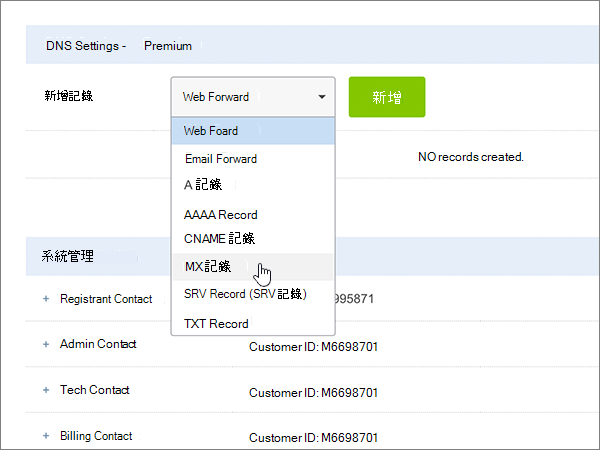 DNS Settings - Premium
新增記錄
Web Forward
新增
Web Foard
Email Forward
NO records created.
A 記錄
AAAA Record
CNAME 記錄
系統管理
MX記錄
SRV Record (SRV記錄)
Registrant Contact
995871
TXT Record
Admin Contact
Customer ID: M6698701
Tech Contact
Customer ID: M6698701
Billing Contact
Customer ID: M6698701